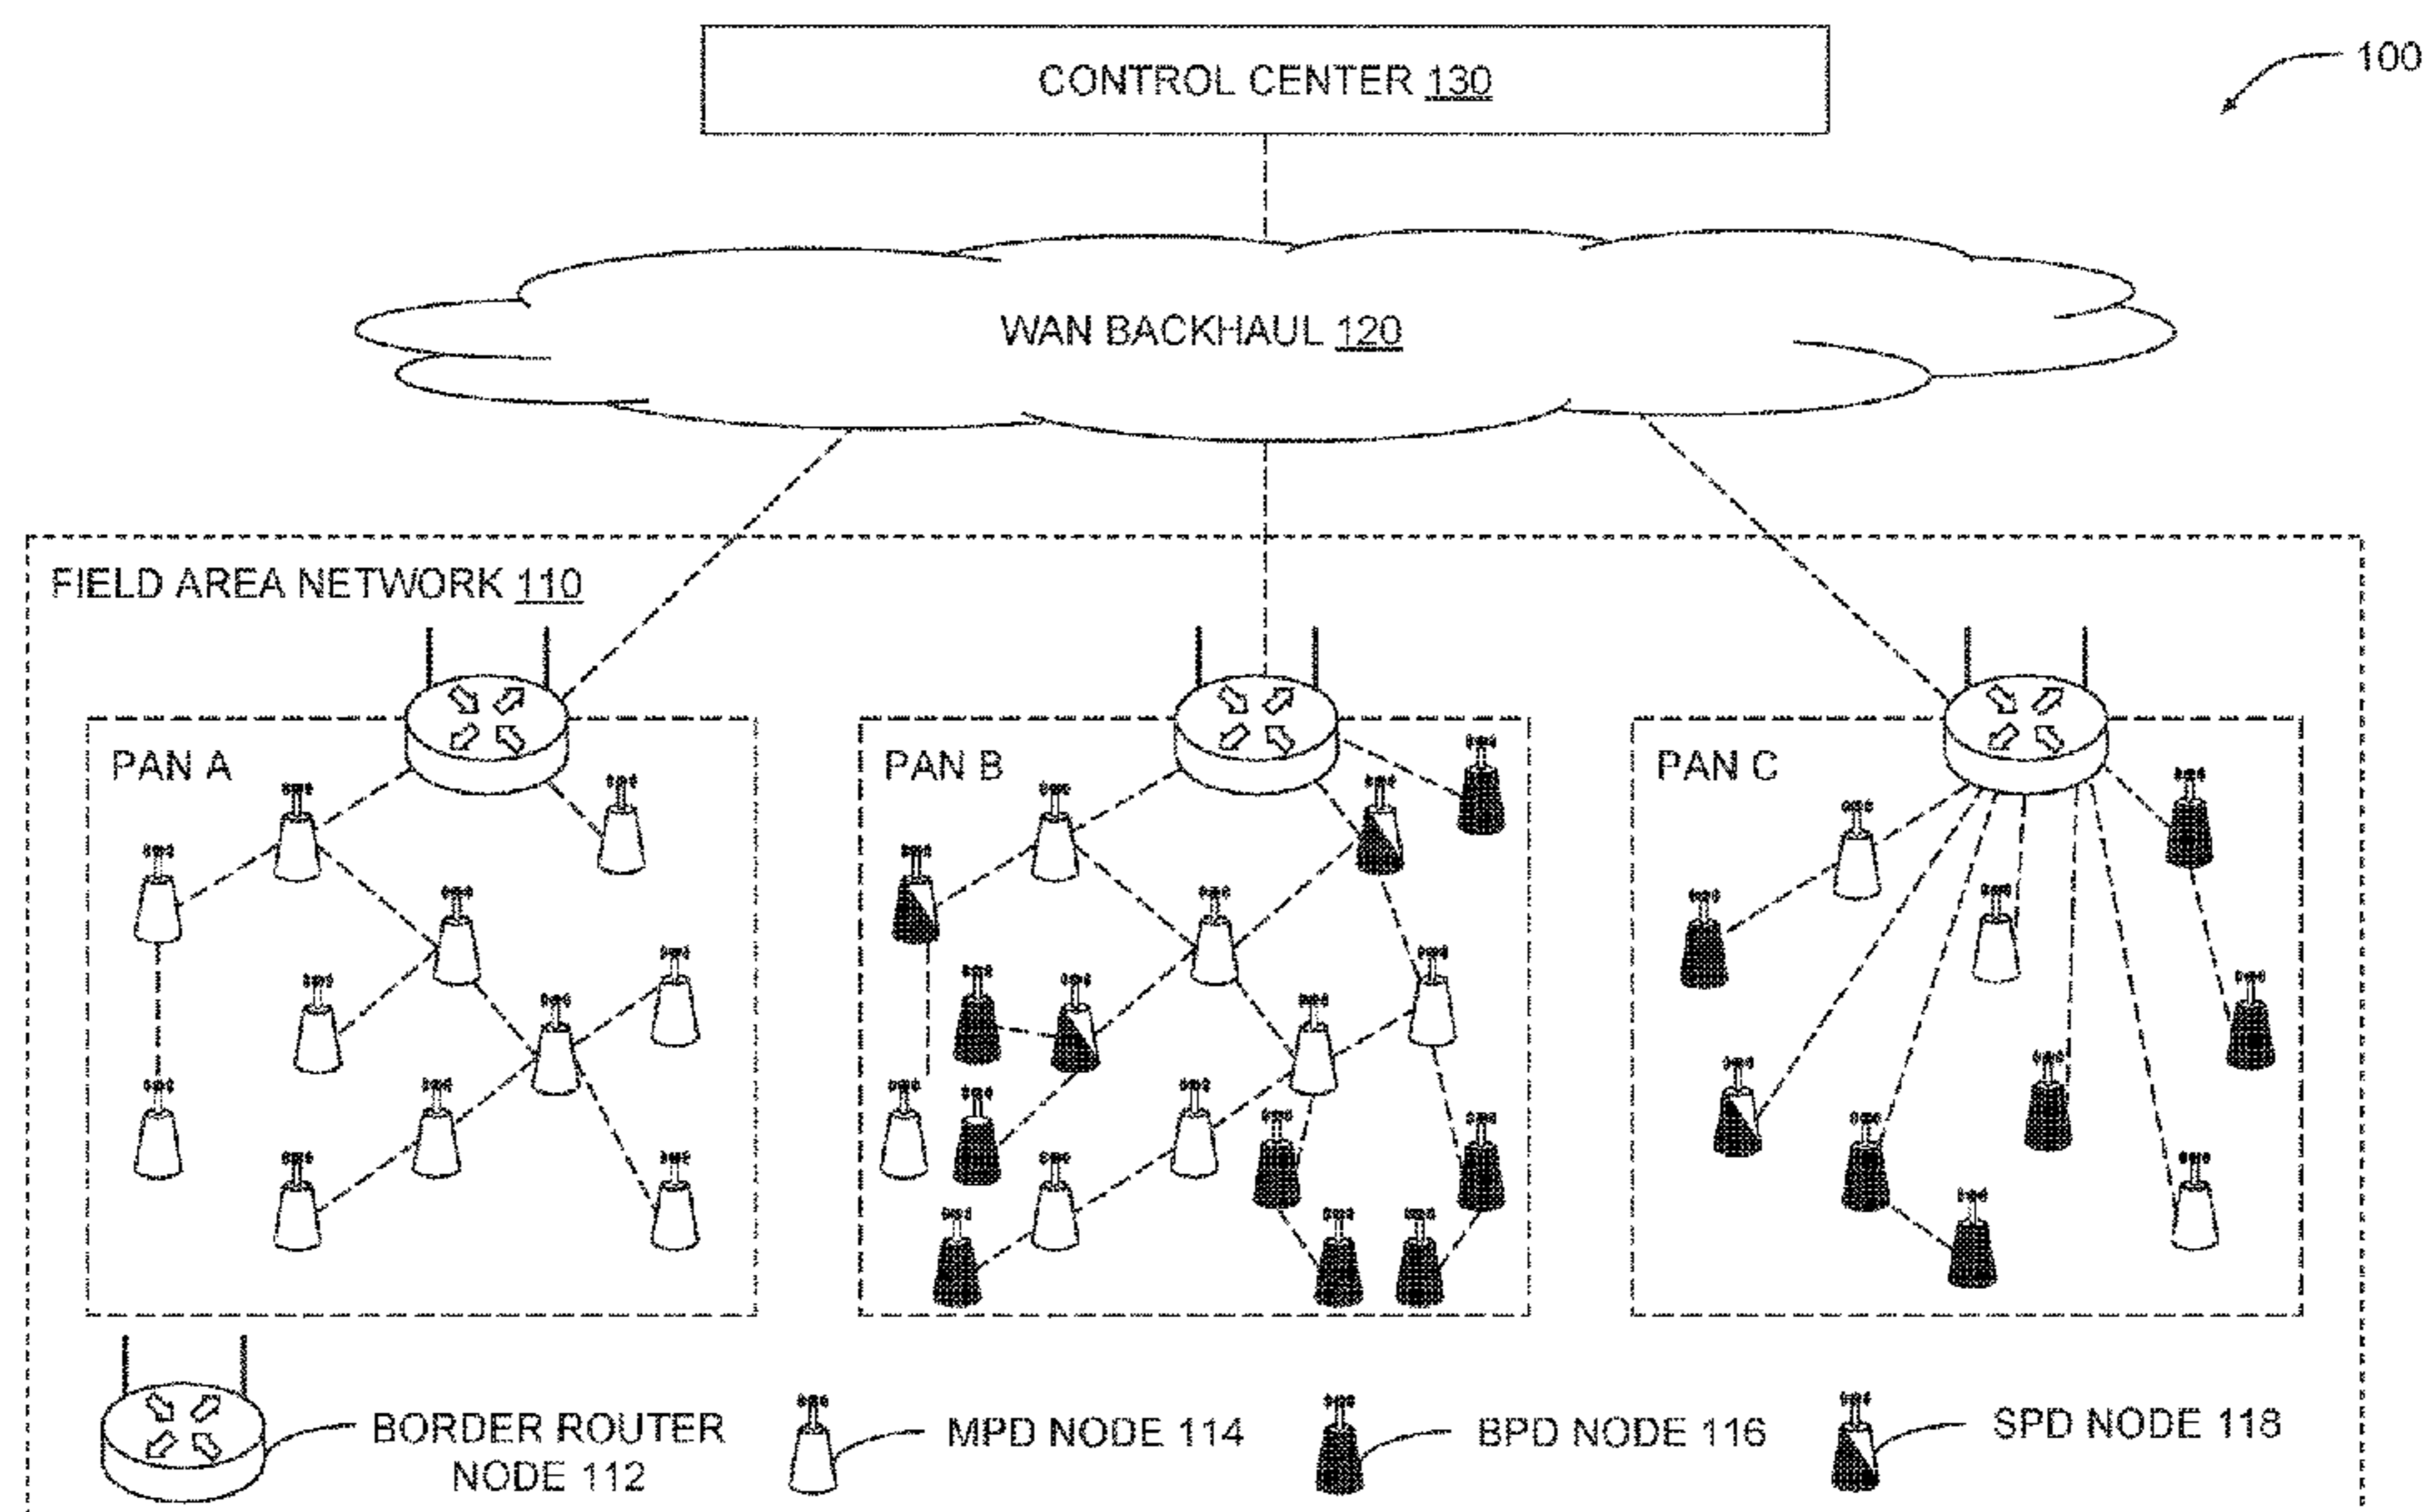 CONTROL CENTER 130
100
WAN BACKHAUL 120
FIELD AREA NETWORK 110
PAN A
PAN B
PAN C
BORDER ROUTER
NODE 112
MPD NODE 114
BPD NODE 116
SPD NODE 118